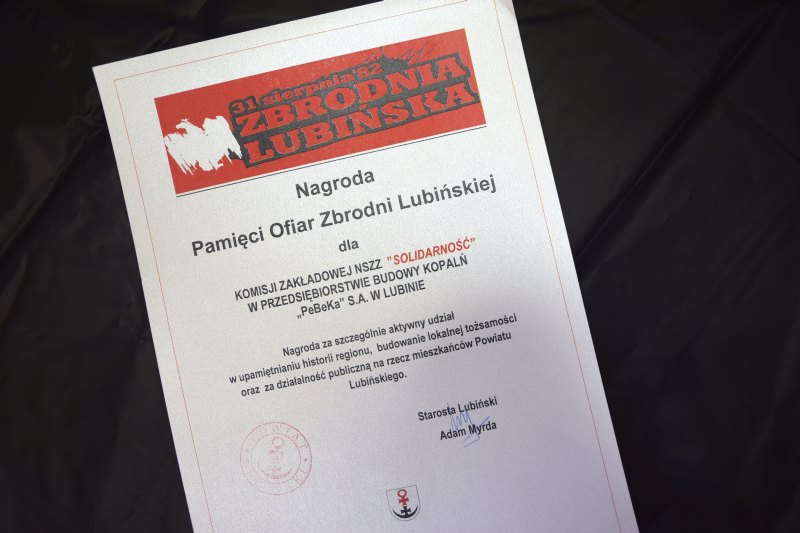 31 sierpnia 82
ZBRODNIA
LUBIŃSKA
Nagroda
Pamięci Ofiar Zbrodni Lubińskiej
dla
KOMISJI ZAKŁADOWEJ NSZZ ”SOLIDARNOŚĆ”
W PRZEDSIĘBIORSTWIE BUDOWY KOPALŃ
„PeBeKa” S.A. W LUBINIE
Nagroda za szczególnie aktywny udział
w upamiętnianiu historii regionu, budowanie lokalnej tożsamości
oraz za działalność publiczną na rzecz mieszkańców Powiatu
Lubińskiego.
Starosta Lubiński
Adam Myrda
POWIAT